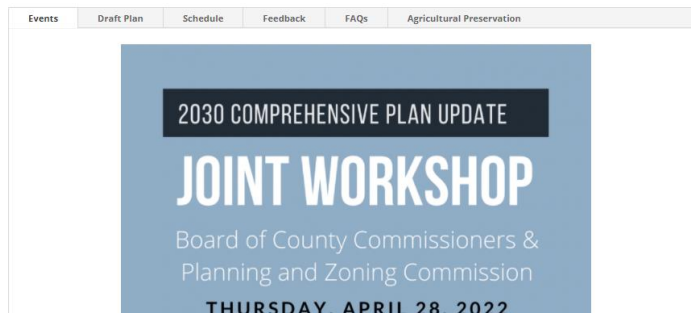 Events Draft Plan Schedule Feedback FAQs Agricultural Preservation
2030 COMPREHENSIVE PLAN UPDATE
JOINT WORKSHOP
Board of County Commissioners &
Planning and Zoning Commission
THURSDAY, APRIL 28, 2022